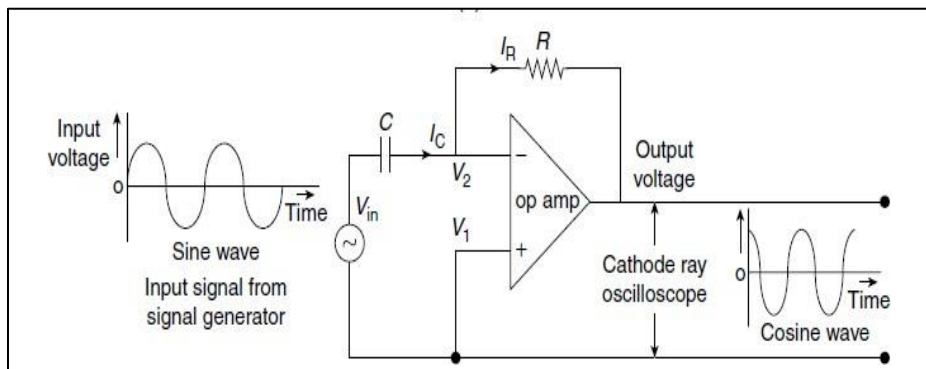 I_R R
C
I_C
Input
voltage
V_2
−
Output
voltage
O
Time
V_in
op amp
V_1
+
Sine wave
Input signal from
signal generator
Cathode ray
oscilloscope
O
Time
Cosine wave
~